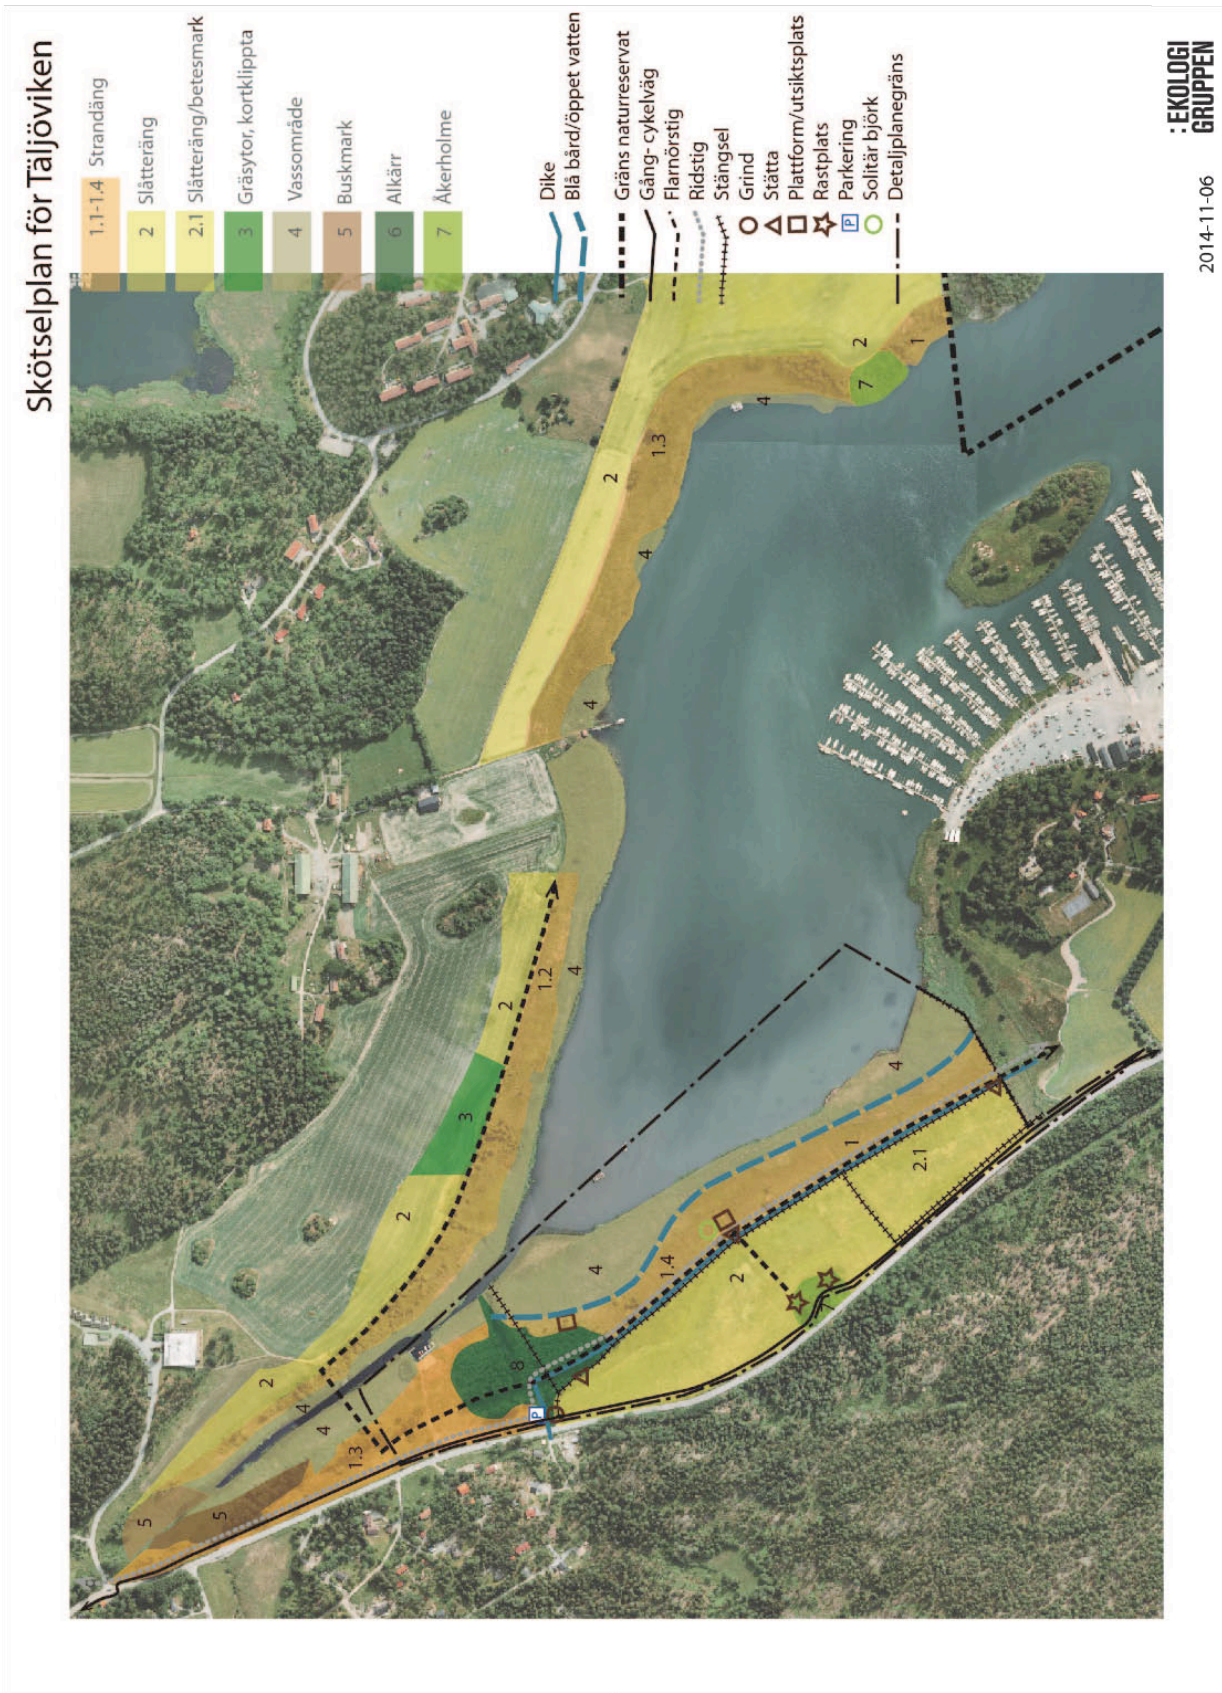 Skötselplan för Täljöviken
1.1-1.4 Strandäng
2 Slåtteräng
2.1 Slåtteräng/betesmark
3 Gräsytor, kortklippta
4 Vassområde
5 Buskmark
6 Alkärr
7 Åkerholme
Dike
Blå bård/öppet vatten
Gräns naturreservat
Gång- cykelväg
Flarnörstig
Ridstig
Stängsel
Grind
Stätta
Plattform/utsiktsplats
Rastplats
P Parkering
Solitär björk
Detaljplanegräns
5
5
2
4
4
1.3
8
P
2
3
2
1.2
4
4
1.4
2
1
2.1
4
4
2
4
1.3
4
7
2
1
2014-11-06
: EKOLOGI
GRUPPEN